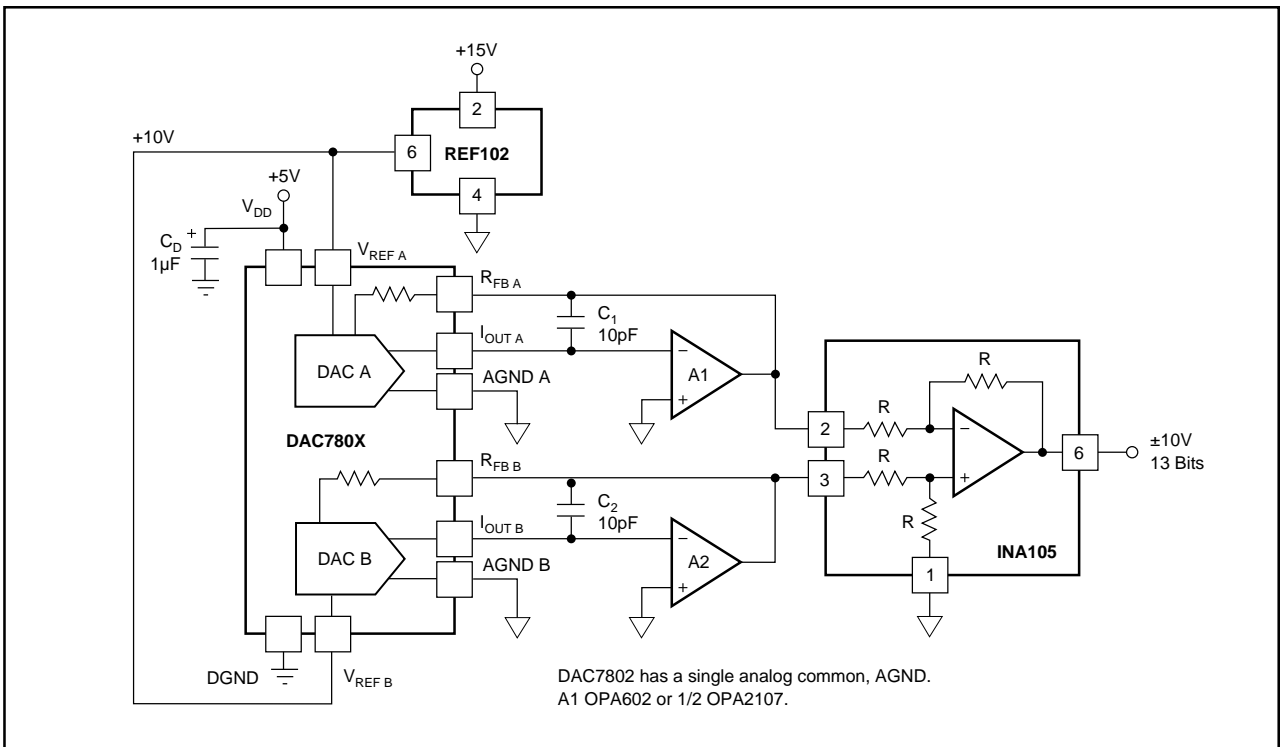 +15V
2
+10V
6
REF102
+5V
4
V_DD
C_D
+
1µF
V_REF A
R_FB A
C₁
10pF
I_OUT A
−
A1
+
DAC A
AGND A
DAC780X
R
R
−
2
6
±10V
13 Bits
R_FB B
3
R
+
C₂
10pF
I_OUT B
−
A2
+
R
DAC B
AGND B
INA105
1
DGND
V_REF B
DAC7802 has a single analog common, AGND.
A1 OPA602 or 1/2 OPA2107.